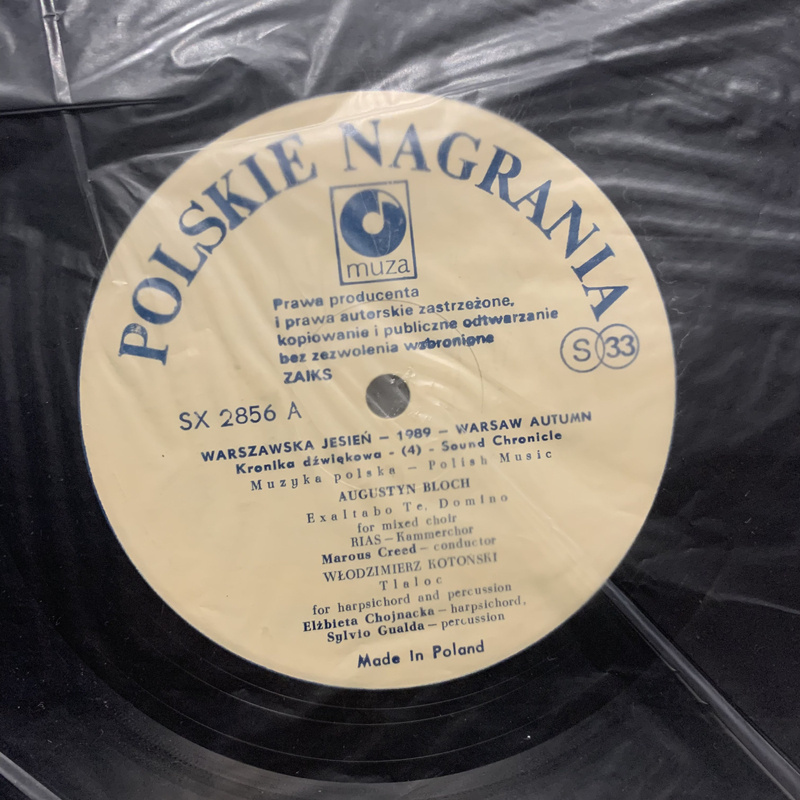 POLSKIE NAGRANIA
muza
Prawa producenta
i prawa autorskie zastrzeżone,
kopiowanie i publiczne odtwarzanie
bez zezwolenia wzbronione
ZAIKS
S 33
SX 2856 A
WARSZAWSKA JESIEŃ – 1989 – WARSAW AUTUMN
Kronika dźwiękowa - (4) - Sound Chronicle
Muzyka polska – Polish Music
AUGUSTYN BLOCH
Exaltabo Te, Domino
for mixed choir
RIAS – Kammerchor
Marous Creed – conductor
WŁODZIMIERZ KOTOŃSKI
Tlaloc
for harpsichord and percussion
Elżbieta Chojnacka – harpsichord,
Sylvio Gualda – percussion
Made in Poland